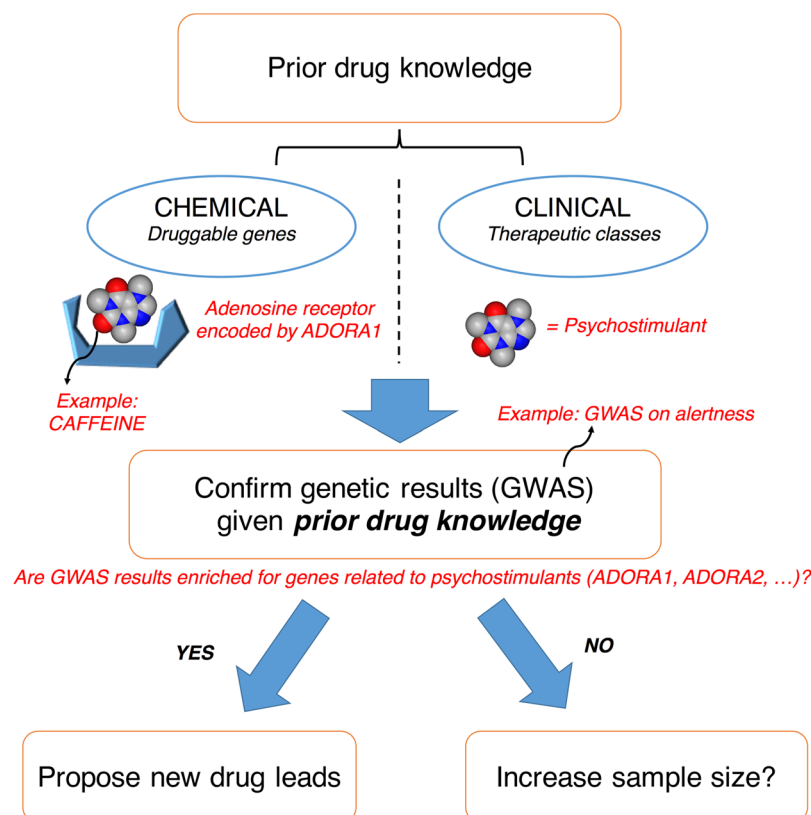 Prior drug knowledge
CHEMICAL
Druggable genes
CLINICAL
Therapeutic classes
Adenosine receptor
encoded by ADORA1
= Psychostimulant
Example:
CAFFEINE
Example: GWAS on alertness
Confirm genetic results (GWAS)
given prior drug knowledge
Are GWAS results enriched for genes related to psychostimulants (ADORA1, ADORA2, …)?
YES
NO
Propose new drug leads
Increase sample size?